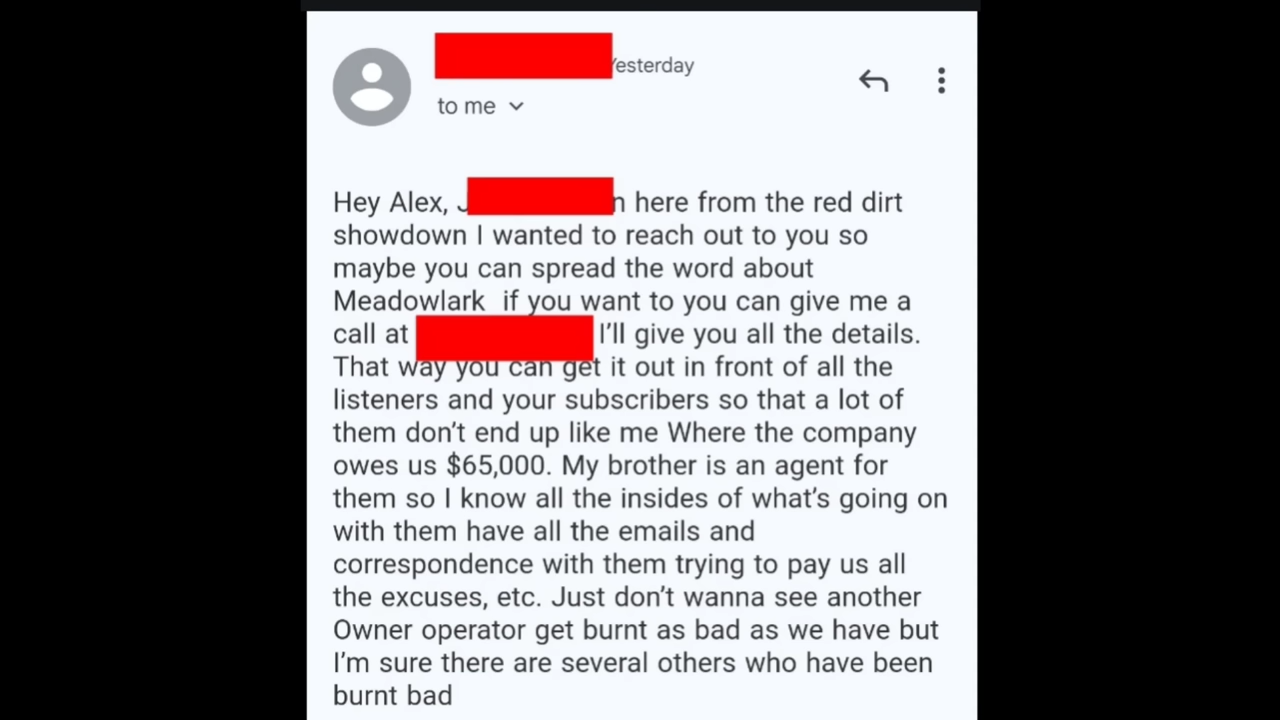 Yesterday
to me
Hey Alex, J n here from the red dirt
showdown I wanted to reach out to you so
maybe you can spread the word about
Meadowlark if you want to you can give me a
call at I'll give you all the details.
That way you can get it out in front of all the
listeners and your subscribers so that a lot of
them don't end up like me Where the company
owes us $65,000. My brother is an agent for
them so I know all the insides of what's going on
with them have all the emails and
correspondence with them trying to pay us all
the excuses, etc. Just don't wanna see another
Owner operator get burnt as bad as we have but
I'm sure there are several others who have been
burnt bad